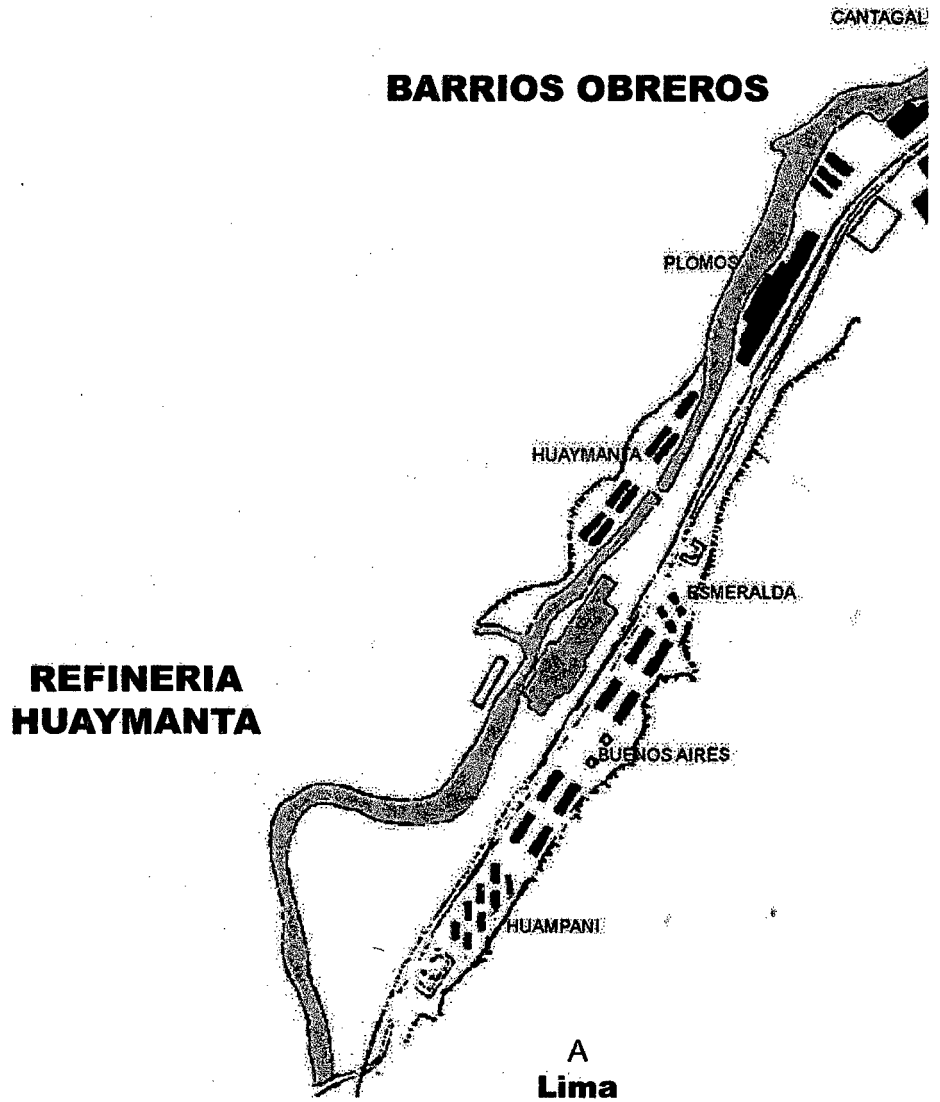 CANTAGAL
BARRIOS OBREROS
PLOMOS
HUAYMANTA
ESMERALDA
REFINERIA
HUAYMANTA
BUENOS AIRES
HUAMPANI
A
Lima